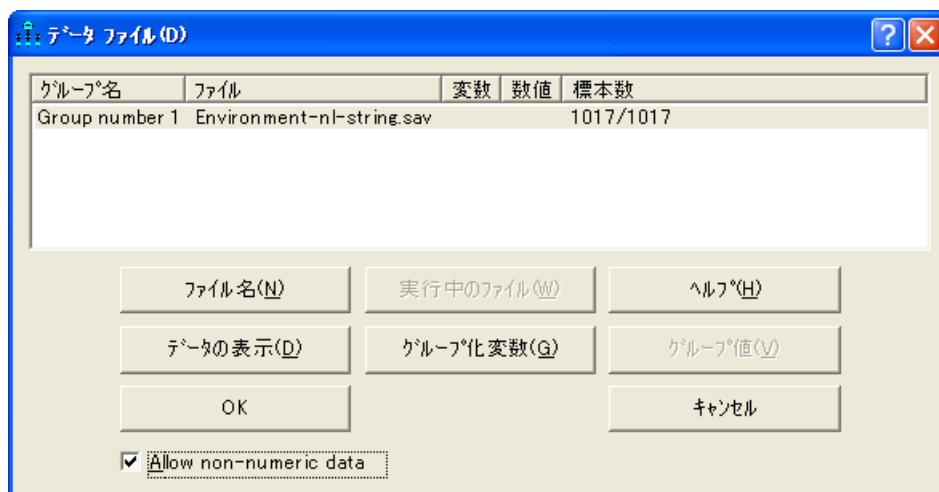 ﾃﾞｰﾀ ﾌｧｲﾙ(D)
ｸﾞﾙｰﾌﾟ名 ﾌｧｲﾙ 変数 数値 標本数
Group number 1 Environment-nl-string.sav 1017/1017
ﾌｧｲﾙ名(N) 実行中のﾌｧｲﾙ(W) ﾍﾙﾌﾟ(H)
ﾃﾞｰﾀの表示(D) ｸﾞﾙｰﾌﾟ化変数(G) ｸﾞﾙｰﾌﾟ値(V)
OK ｷｬﾝｾﾙ
Allow non-numeric data